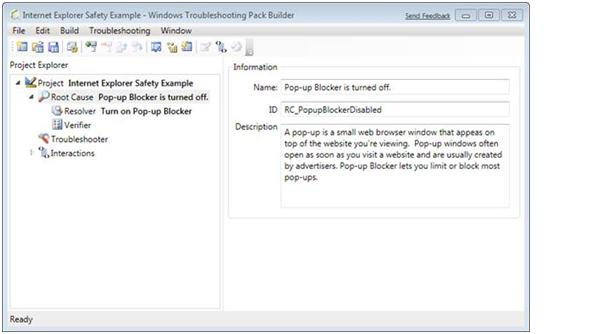 Internet Explorer Safety Example - Windows Troubleshooting Pack Builder
Send Feedback
File Edit Build Troubleshooting Window
Project Explorer
Project Internet Explorer Safety Example
Root Cause Pop-up Blocker is turned off.
Resolver Turn on Pop-up Blocker
Verifier
Troubleshooter
Interactions
Information
Name: Pop-up Blocker is turned off.
ID RC_PopupBlockerDisabled
Description A pop-up is a small web browser window that appeas on
top of the website you're viewing. Pop-up windows often
open as soon as you visit a website and are usually created
by advertisers. Pop-up Blocker lets you limit or block most
pop-ups.
Ready